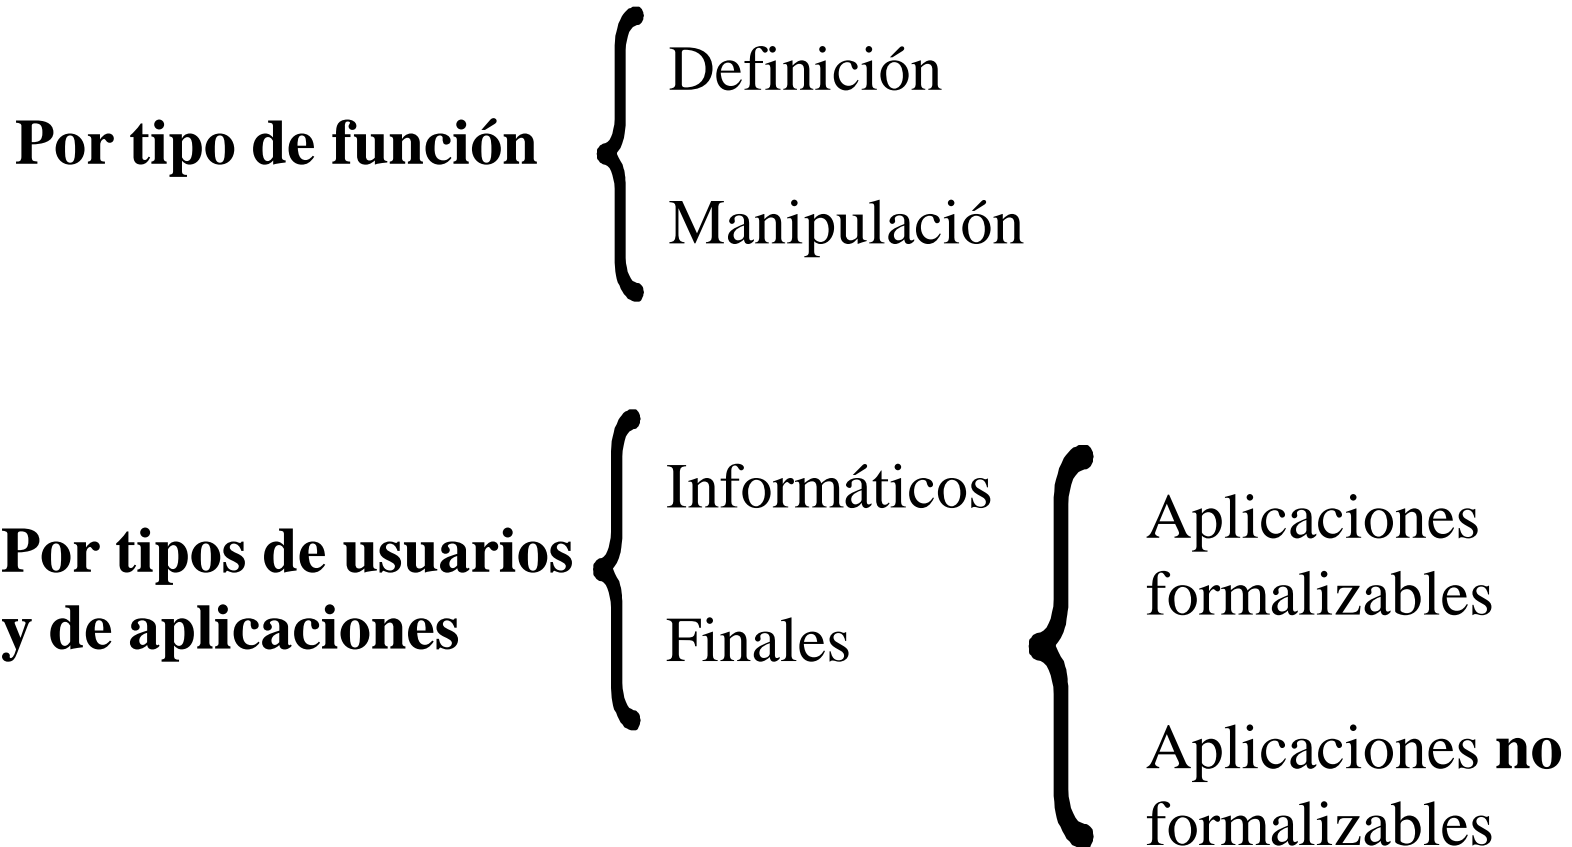 Definición
Por tipo de función
Manipulación
Informáticos
Finales
Por tipos de usuarios
y de aplicaciones
Aplicaciones
formalizables
Aplicaciones no
formalizables